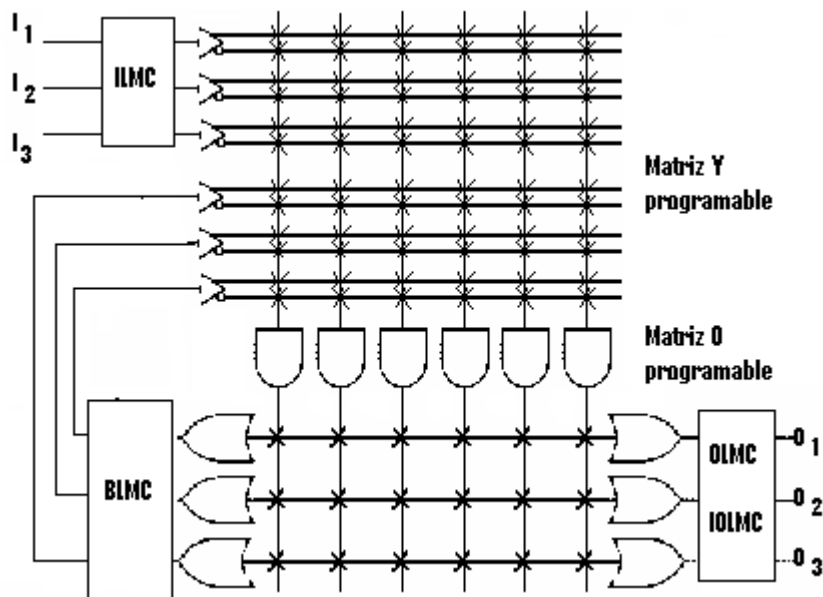 I1
ILMC
I2
I3
Matriz Y
programable
Matriz O
programable
BLMC
OLMC
IOLMC
O1
O2
O3